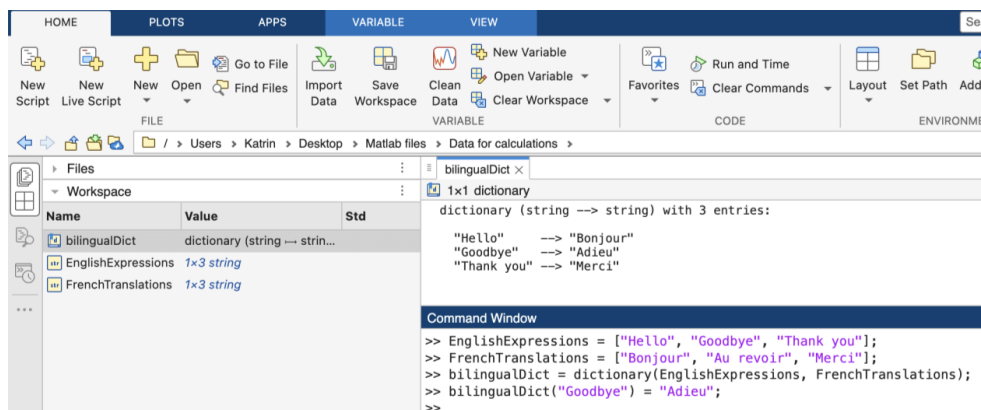 HOME PLOTS APPS VARIABLE VIEW Se
New Script
New Live Script
New
Open
Go to File
Find Files
FILE
Import Data
Save Workspace
Clean Data
New Variable
Open Variable
Clear Workspace
VARIABLE
Favorites
Run and Time
Clear Commands
CODE
Layout
Set Path
Add
ENVIRONME
/ > Users > Katrin > Desktop > Matlab files > Data for calculations >
Files
Workspace
Name Value Std
bilingualDict dictionary (string ⟼ strin...
EnglishExpressions 1×3 string
FrenchTranslations 1×3 string
bilingualDict ×
1×1 dictionary
dictionary (string --> string) with 3 entries:
"Hello" --> "Bonjour"
"Goodbye" --> "Adieu"
"Thank you" --> "Merci"
Command Window
>> EnglishExpressions = ["Hello", "Goodbye", "Thank you"];
>> FrenchTranslations = ["Bonjour", "Au revoir", "Merci"];
>> bilingualDict = dictionary(EnglishExpressions, FrenchTranslations);
>> bilingualDict("Goodbye") = "Adieu";
>>